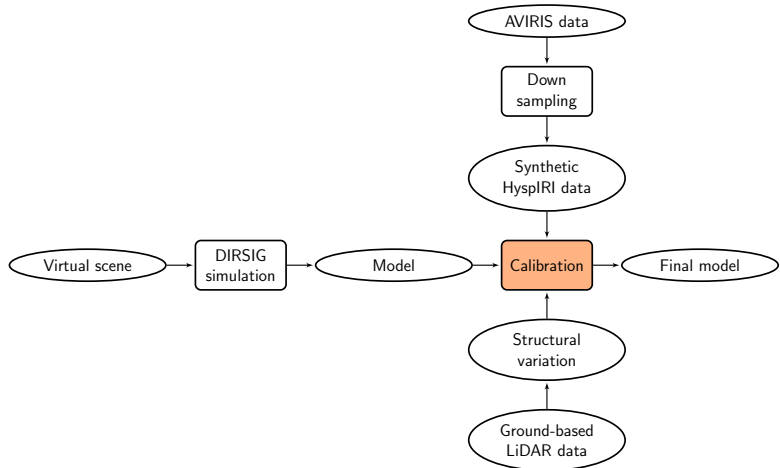 AVIRIS data
Down
sampling
Synthetic
HyspIRI data
Virtual scene
DIRSIG
simulation
Model
Calibration
Final model
Structural
variation
Ground-based
LiDAR data